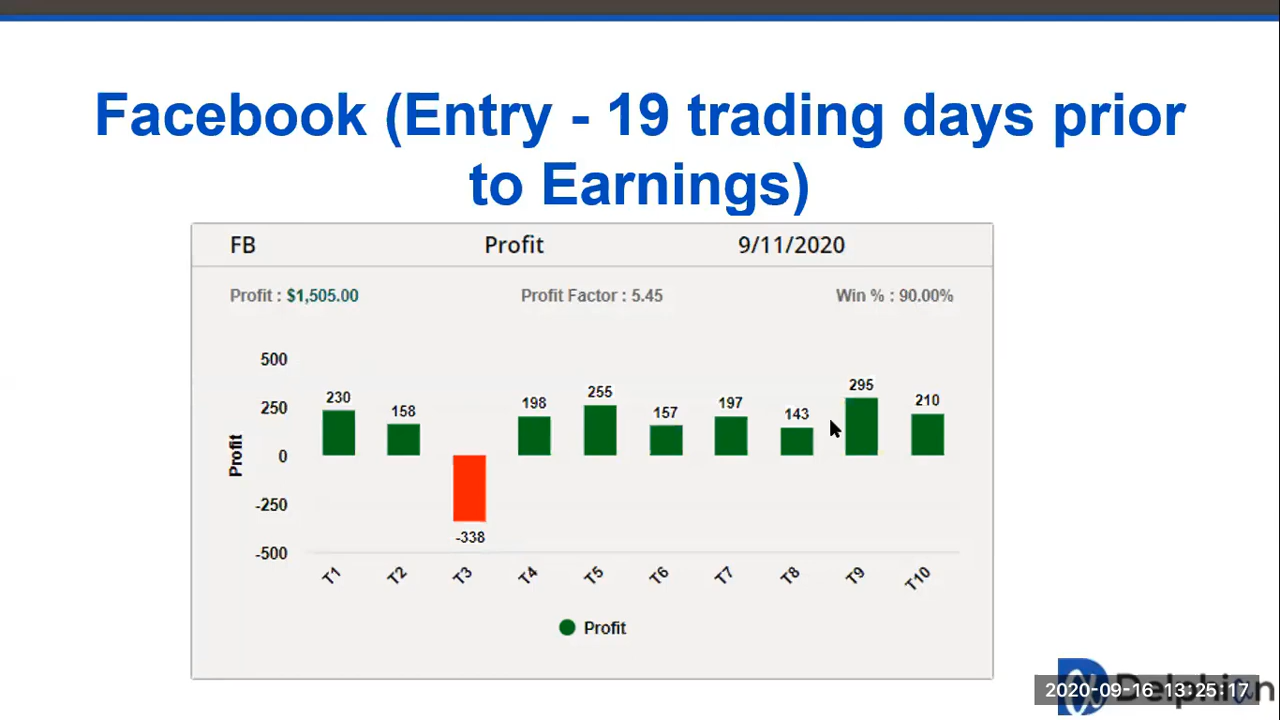 Facebook (Entry - 19 trading days prior
to Earnings)
FB Profit 9/11/2020
Profit : $1,505.00 Profit Factor : 5.45 Win % : 90.00%
500
250
0
-250
-500
Profit
230 158 -338 198 255 157 197 143 295 210
T1 T2 T3 T4 T5 T6 T7 T8 T9 T10
Profit
Delphian
2020-09-16 13:25:17